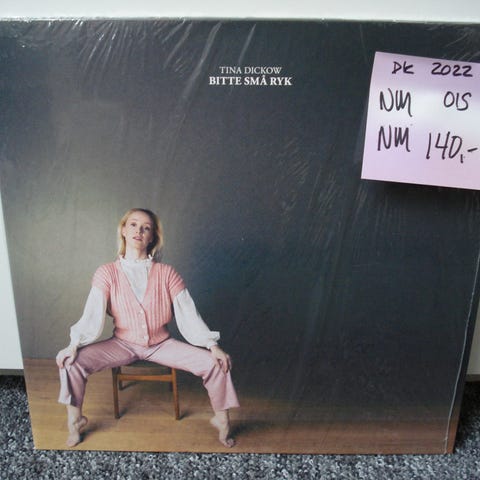 TINA DICKOW
BITTE SMÅ RYK
DK 2022
NM OIS
NM 140,-